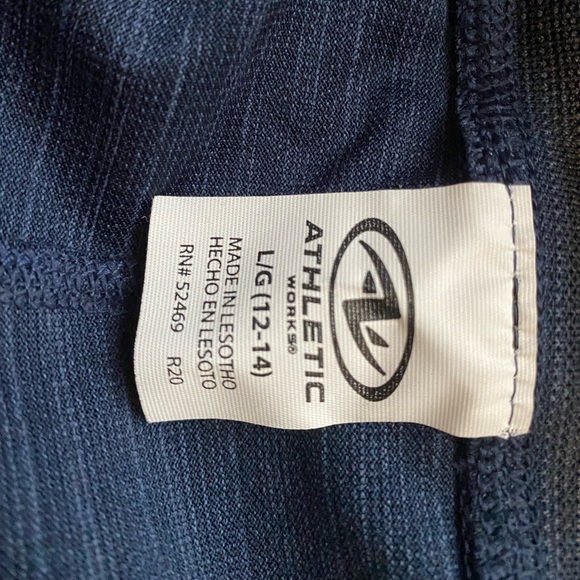 ATHLETIC
WORKS®
L/G (12-14)
MADE IN LESOTHO
HECHO EN LESOTO
RN# 52469 R20